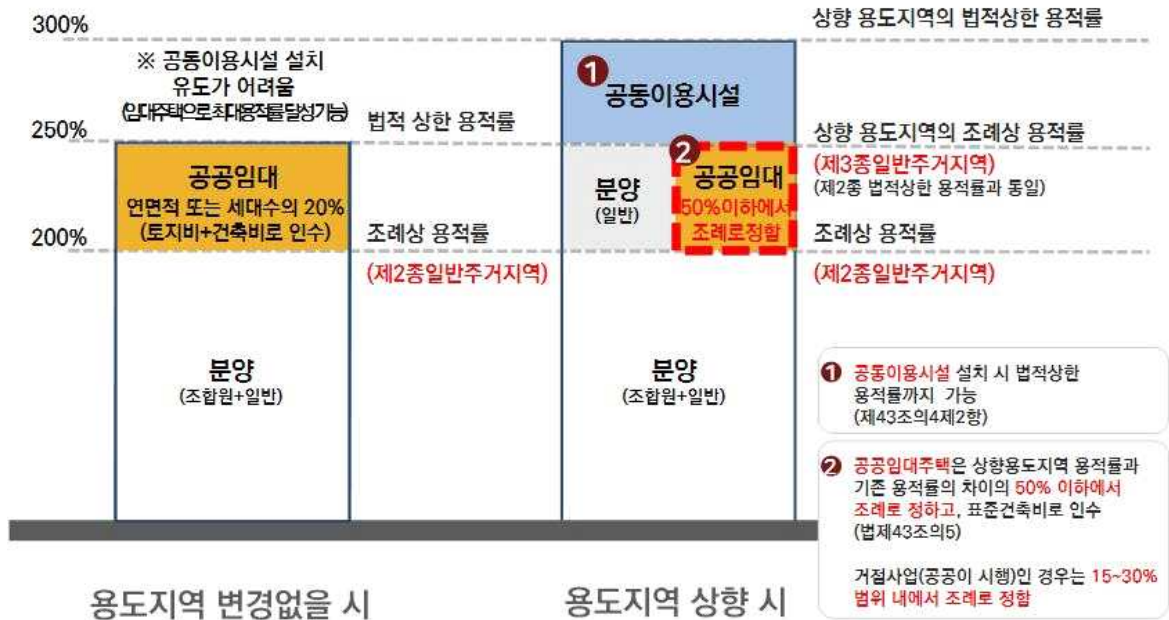 300%
상향 용도지역의 법적상한 용적률
※ 공동이용시설 설치
유도가 어려움
(임대주택으로 최대용적률 달성가능)
❶
공동이용시설
250%
법적 상한 용적률
상향 용도지역의 조례상 용적률
(제3종일반주거지역)
(제2종 법적상한 용적률과 동일)
공공임대
연면적 또는 세대수의 20%
(토지비+건축비로 인수)
분양
(일반)
❷
공공임대
50%이하에서
조례로정함
200%
조례상 용적률
(제2종일반주거지역)
조례상 용적률
(제2종일반주거지역)
분양
(조합원+일반)
분양
(조합원+일반)
❶ 공동이용시설 설치 시 법적상한
용적률까지 가능
(제43조의4제2항)
❷ 공공임대주택은 상향용도지역 용적률과
기존 용적률의 차이의 50% 이하에서
조례로 정하고, 표준건축비로 인수
(법제43조의5)
거점사업(공공이 시행)인 경우는 15~30%
범위 내에서 조례로 정함
용도지역 변경없을 시
용도지역 상향 시